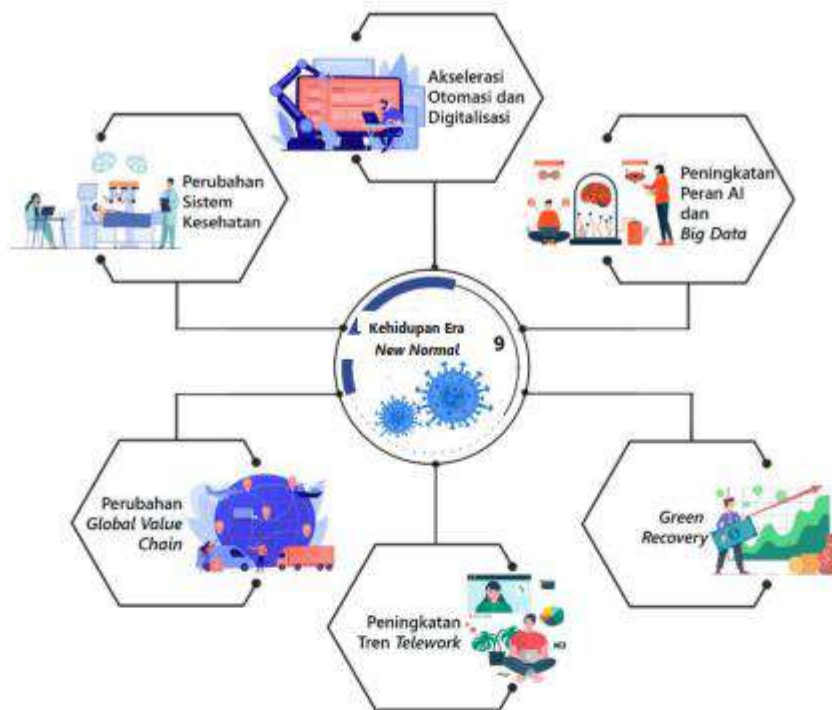 Akselerasi
Otomasi dan
Digitalisasi
Perubahan
Sistem
Kesehatan
Peningkatan
Peran AI
dan
Big Data
Kehidupan Era
New Normal
9
Perubahan
Global Value
Chain
Green
Recovery
Peningkatan
Tren Telework